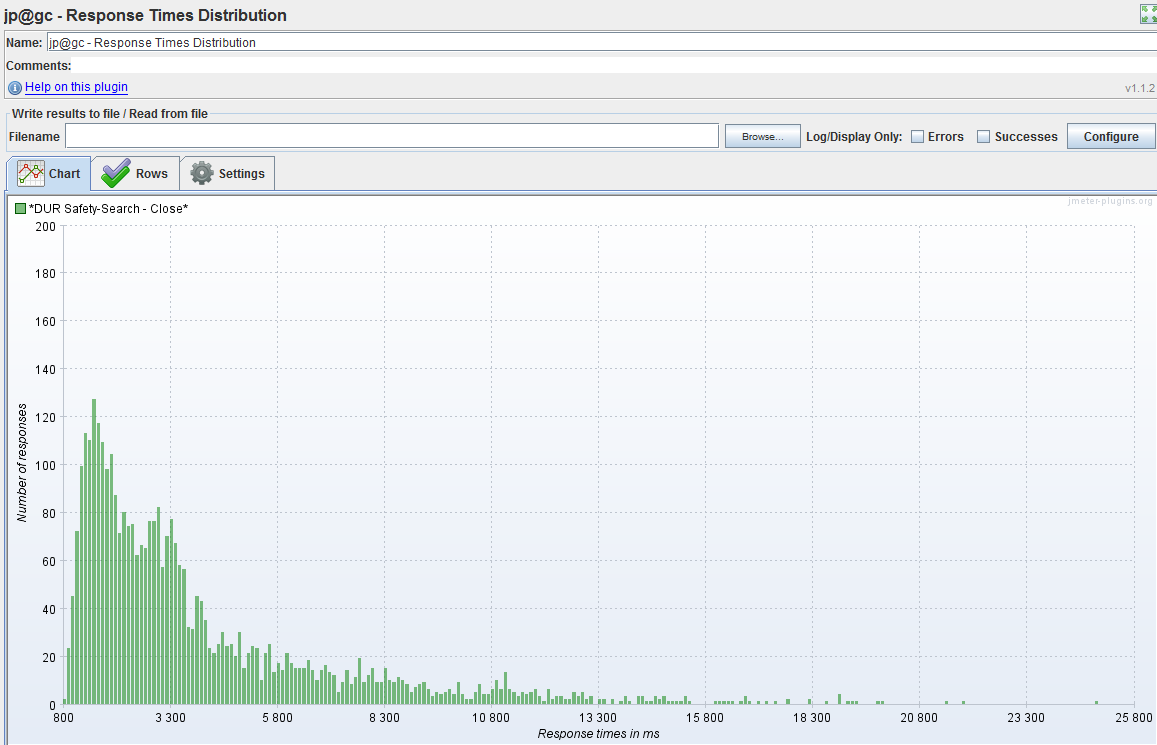 jp@gc - Response Times Distribution
Name: jp@gc - Response Times Distribution
Comments:
Help on this plugin
v1.1.2
Write results to file / Read from file
Filename Browse... Log/Display Only: Errors Successes Configure
Chart Rows Settings
*DUR Safety-Search - Close*
jmeter-plugins.org
200
180
160
140
120
100
80
60
40
20
0
Number of responses
800 3 300 5 800 8 300 10 800 13 300 15 800 18 300 20 800 23 300 25 800
Response times in ms